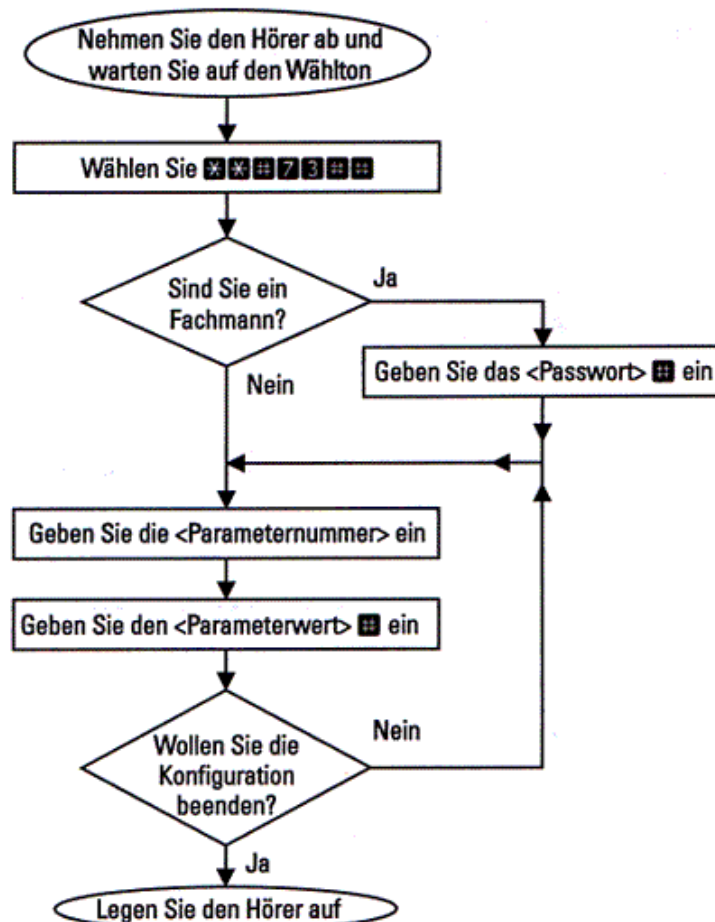 Nehmen Sie den Hörer ab und
warten Sie auf den Wählton
Wählen Sie **#73##
Sind Sie ein
Fachmann?
Ja
Nein
Geben Sie das <Passwort> # ein
Geben Sie die <Parameternummer> ein
Geben Sie den <Parameterwert> # ein
Wollen Sie die
Konfiguration
beenden?
Nein
Ja
Legen Sie den Hörer auf